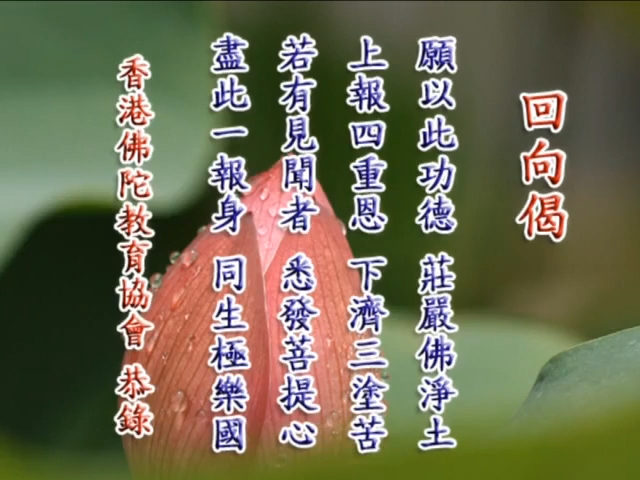 回向偈
願以此功德 莊嚴佛淨土
上報四重恩 下濟三塗苦
若有見聞者 悉發菩提心
盡此一報身 同生極樂國
香港佛陀教育協會 恭錄